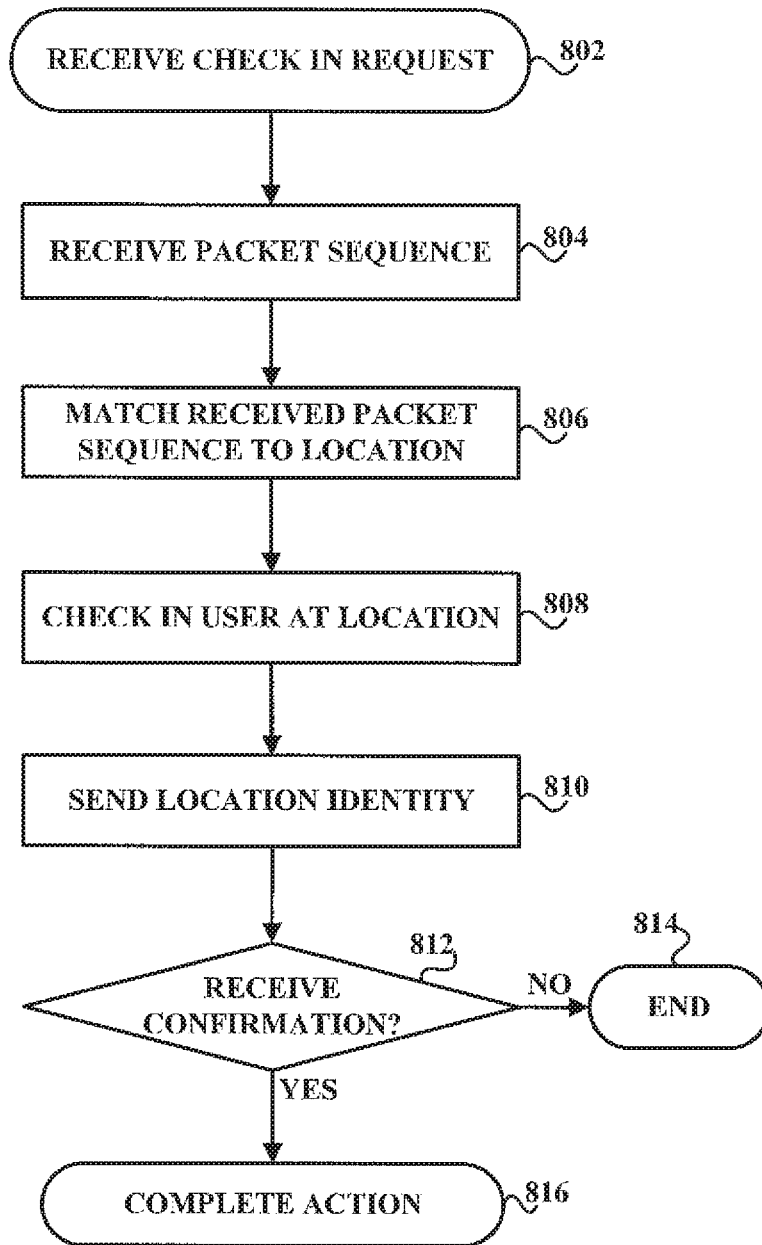 RECEIVE CHECK IN REQUEST
802
RECEIVE PACKET SEQUENCE
804
MATCH RECEIVED PACKET
SEQUENCE TO LOCATION
806
CHECK IN USER AT LOCATION
808
SEND LOCATION IDENTITY
810
812
RECEIVE
CONFIRMATION?
NO
814
END
YES
COMPLETE ACTION
816